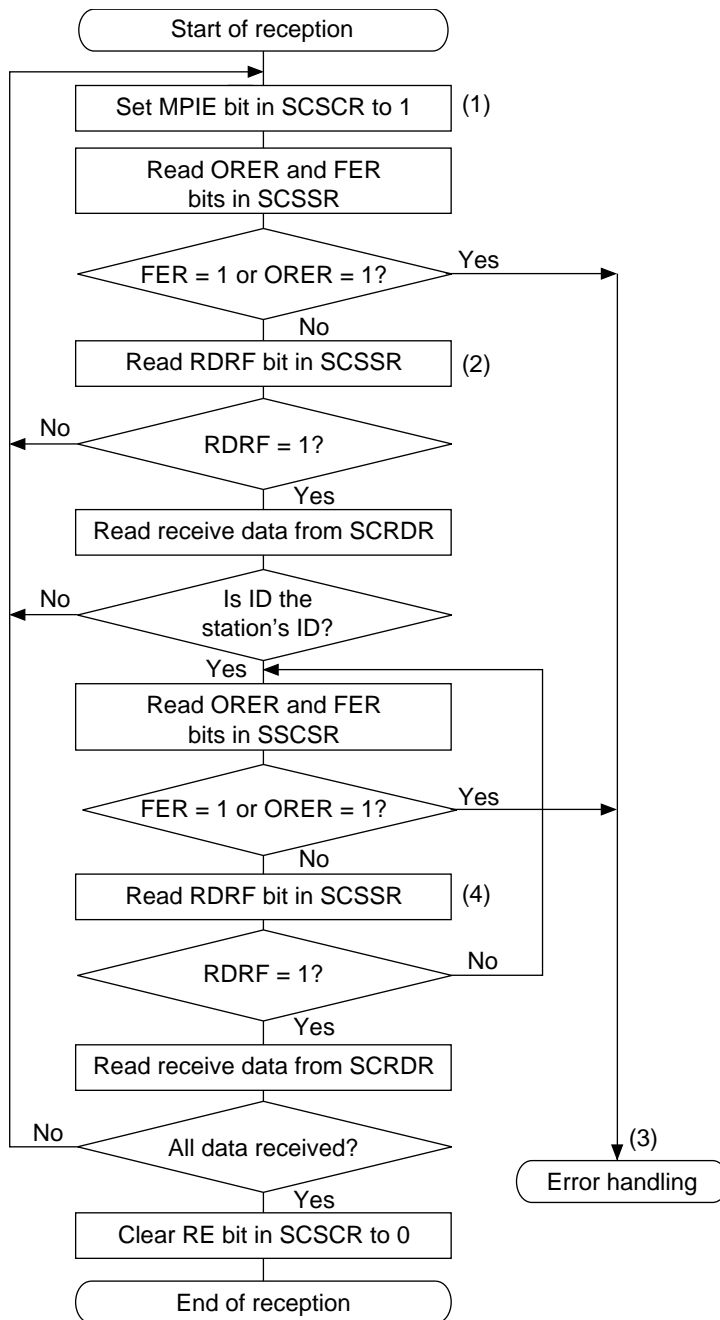 Start of reception
Set MPIE bit in SCSCR to 1
(1)
Read ORER and FER
bits in SCSSR
FER = 1 or ORER = 1?
Yes
No
Read RDRF bit in SCSSR
(2)
No
RDRF = 1?
Yes
Read receive data from SCRDR
No
Is ID the
station's ID?
Yes
Read ORER and FER
bits in SSCSR
FER = 1 or ORER = 1?
Yes
No
Read RDRF bit in SCSSR
(4)
RDRF = 1?
No
Yes
Read receive data from SCRDR
No
All data received?
(3)
Error handling
Yes
Clear RE bit in SCSCR to 0
End of reception